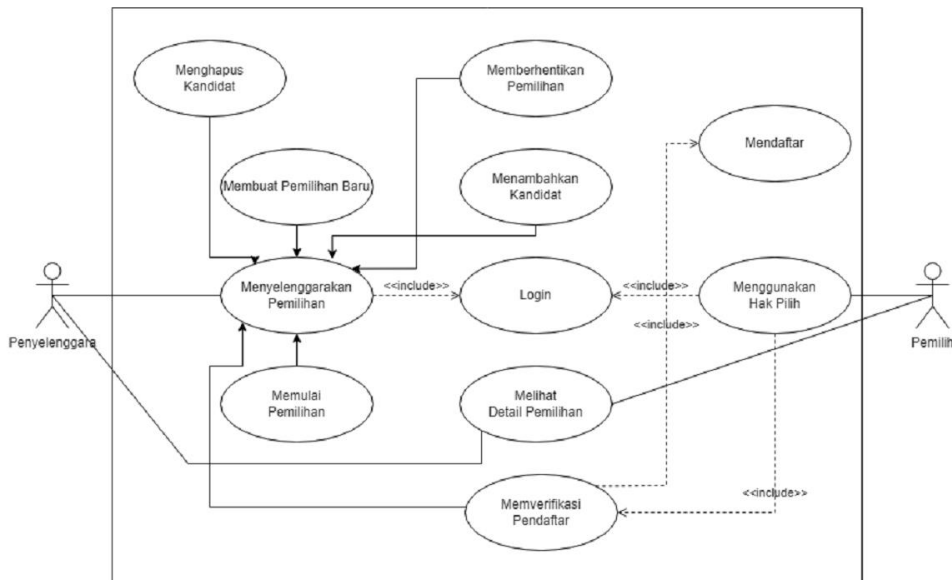 Menghapus
Kandidat
Memberhentikan
Pemilihan
Mendaftar
Membuat Pemilihan Baru
Menambahkan
Kandidat
Menyelenggarakan
Pemilihan
<<include>>
Login
<<include>>
Menggunakan
Hak Pilih
<<include>>
Penyelenggara
Pemilih
Memulai
Pemilihan
Melihat
Detail Pemilihan
<<include>>
Memverifikasi
Pendaftar